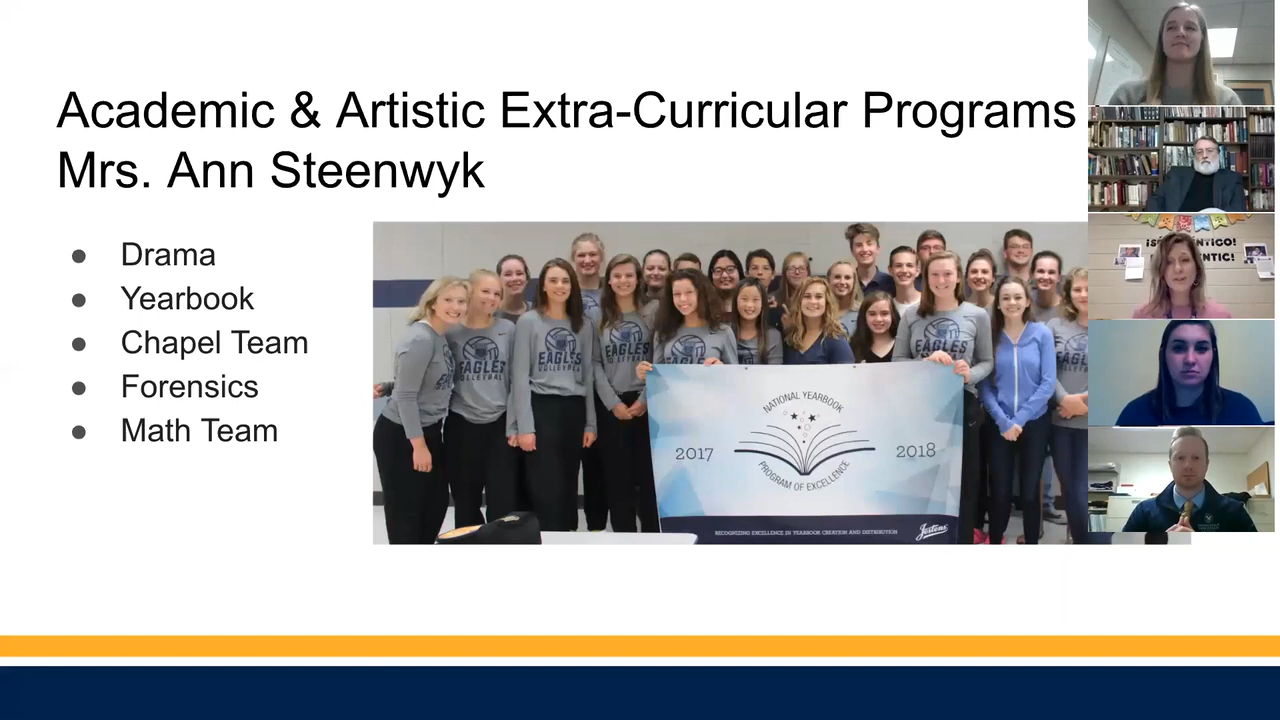 Academic & Artistic Extra-Curricular Programs
Mrs. Ann Steenwyk
● Drama
● Yearbook
● Chapel Team
● Forensics
● Math Team
EAGLES
VOLLEYBALL
NATIONAL YEARBOOK
2017
2018
PROGRAM OF EXCELLENCE
RECOGNIZING EXCELLENCE IN YEARBOOK CREATION AND DISTRIBUTION
Jostens